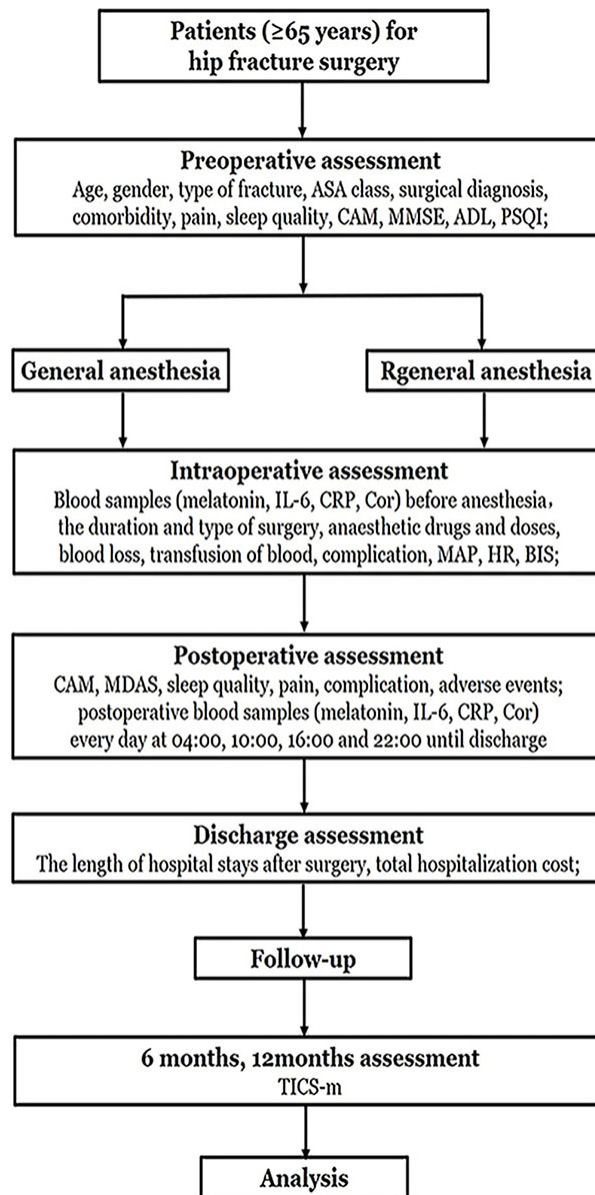 Patients (≥65 years) for
hip fracture surgery
Preoperative assessment
Age, gender, type of fracture, ASA class, surgical diagnosis,
comorbidity, pain, sleep quality, CAM, MMSE, ADL, PSQI;
General anesthesia
Rgeneral anesthesia
Intraoperative assessment
Blood samples (melatonin, IL-6, CRP, Cor) before anesthesia,
the duration and type of surgery, anaesthetic drugs and doses,
blood loss, transfusion of blood, complication, MAP, HR, BIS;
Postoperative assessment
CAM, MDAS, sleep quality, pain, complication, adverse events;
postoperative blood samples (melatonin, IL-6, CRP, Cor)
every day at 04:00, 10:00, 16:00 and 22:00 until discharge
Discharge assessment
The length of hospital stays after surgery, total hospitalization cost;
Follow-up
6 months, 12months assessment
TICS-m
Analysis